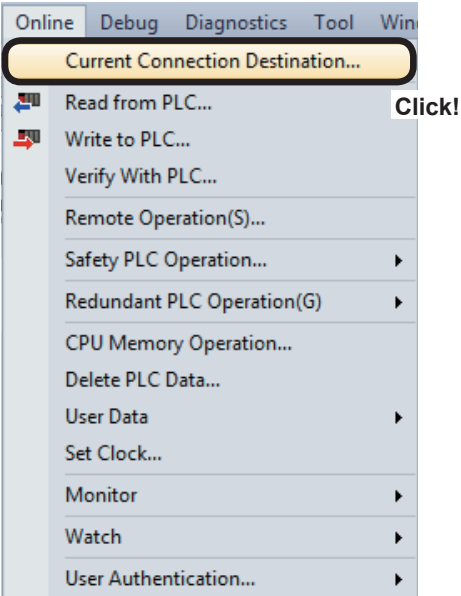 Online Debug Diagnostics Tool
Current Connection Destination...
Click!
Read from PLC...
Write to PLC...
Verify With PLC...
Remote Operation(S)...
Safety PLC Operation...
Redundant PLC Operation(G)
CPU Memory Operation...
Delete PLC Data...
User Data
Set Clock...
Monitor
Watch
User Authentication...